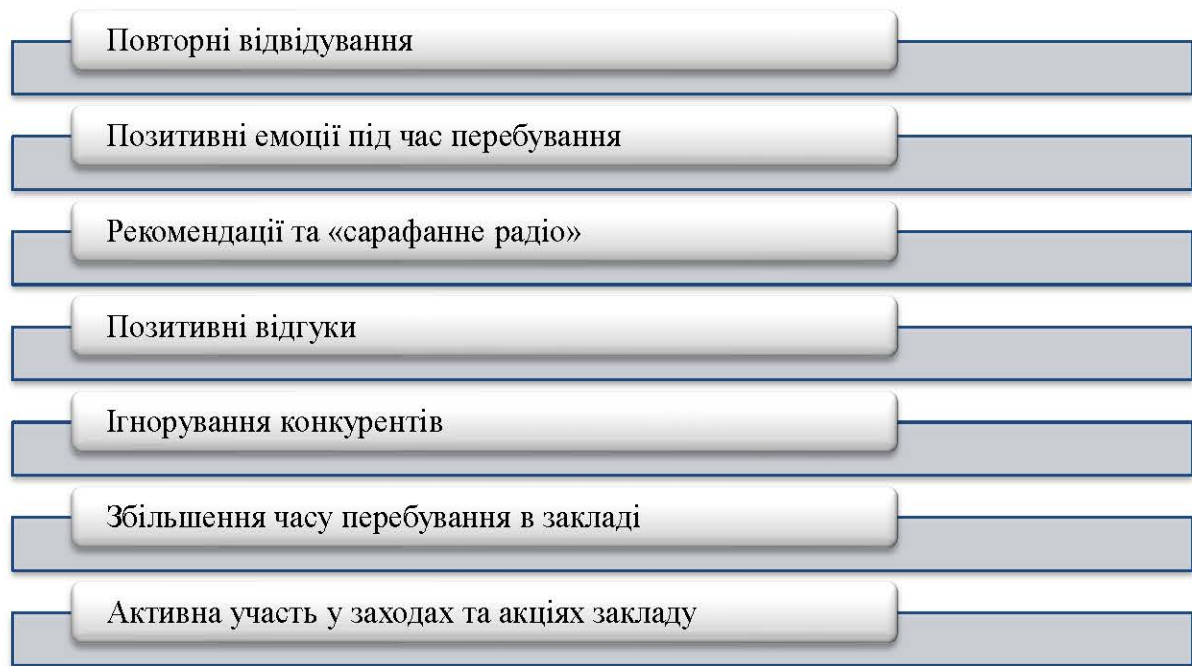 Повторні відвідування
Позитивні емоції під час перебування
Рекомендації та «сарафанне радіо»
Позитивні відгуки
Ігнорування конкурентів
Збільшення часу перебування в закладі
Активна участь у заходах та акціях закладу